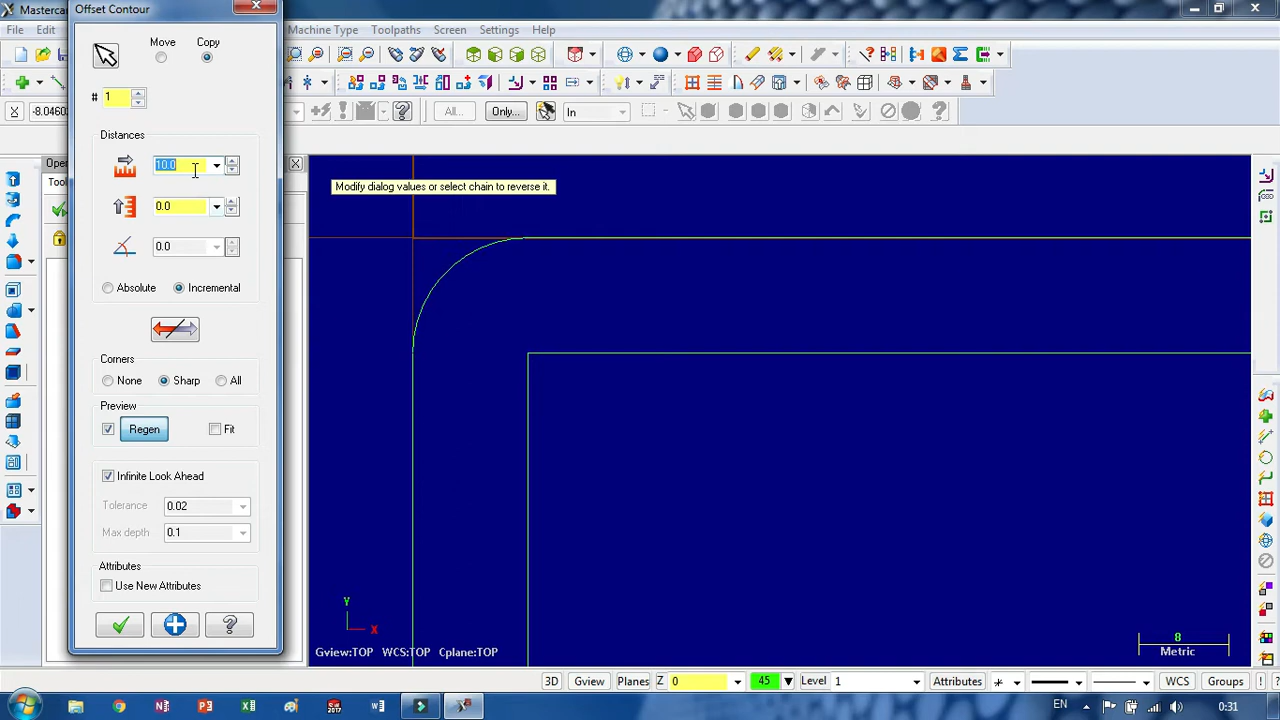 Mastercam
Offset Contour
File
Edit
Machine Type
Toolpaths
Screen
Settings
Help
Move
Copy
# 1
-8.0460
All...
Only...
In
Distances
10.0
0.0
0.0
Modify dialog values or select chain to reverse it.
Absolute
Incremental
Corners
None
Sharp
All
Preview
Regen
Fit
Infinite Look Ahead
Tolerance
0.02
Max depth
0.1
Attributes
Use New Attributes
Y
X
8
Metric
Gview:TOP WCS:TOP Cplane:TOP
3D
Gview
Planes
Z
0
45
Level
1
Attributes
WCS
Groups
EN
0:31